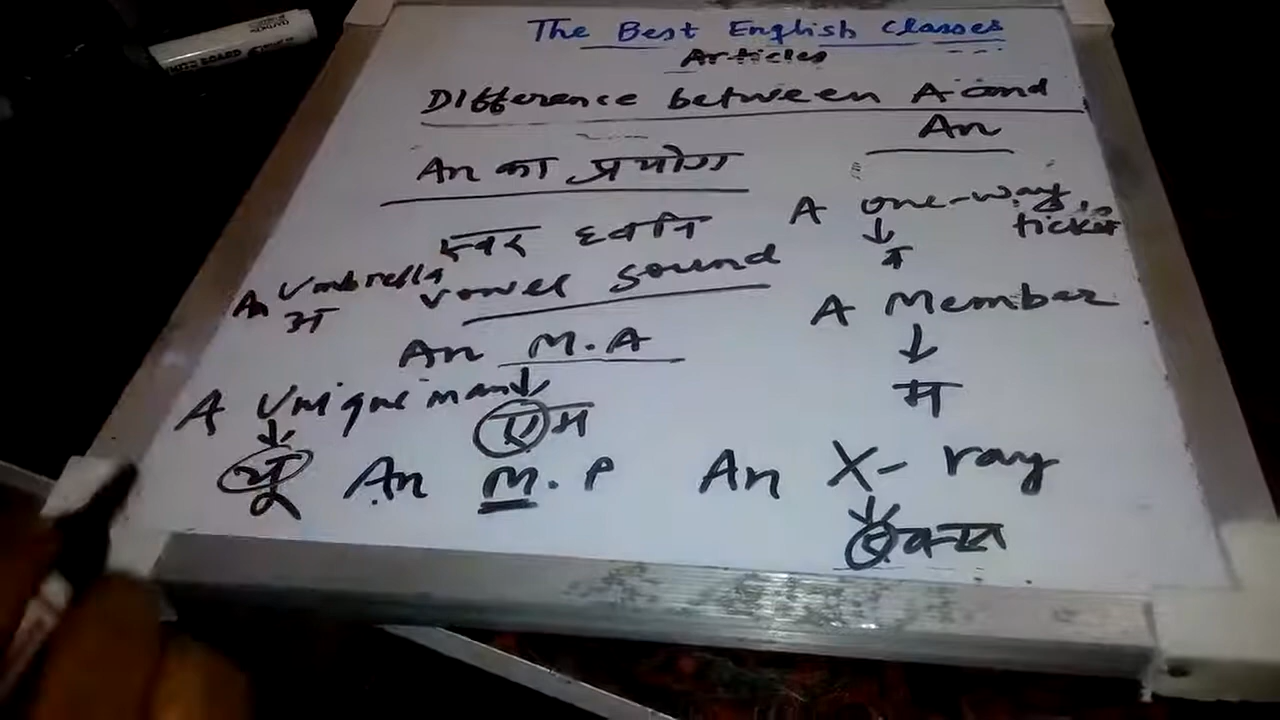 The Best English Classes
Articles
Difference between A and
An
An का प्रयोग
स्वर ध्वनि
vowel sound
An Umbrella
अ
An M.A
एम
A Unique man
यू
An M.P
A one-way ticket
व
A Member
म
An X-ray
एक्स